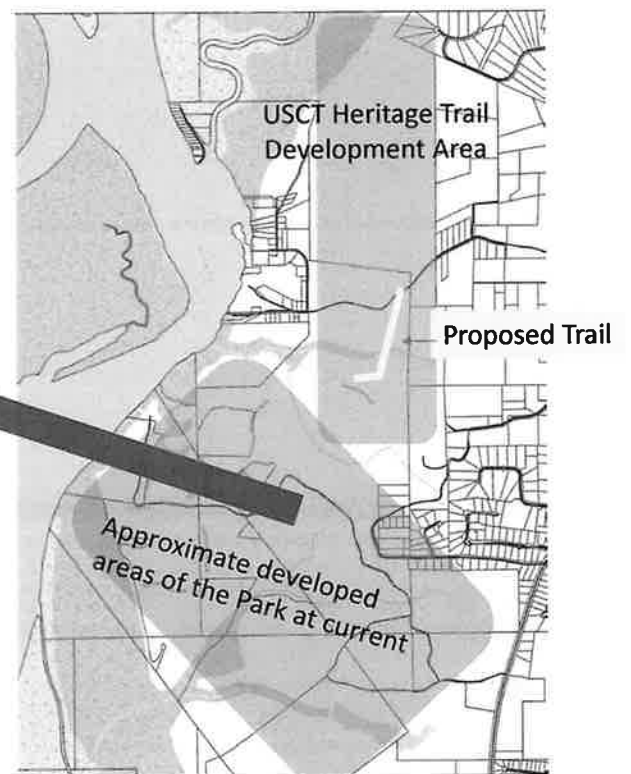 USCT Heritage Trail
Development Area
Proposed Trail
Approximate developed
areas of the Park at current